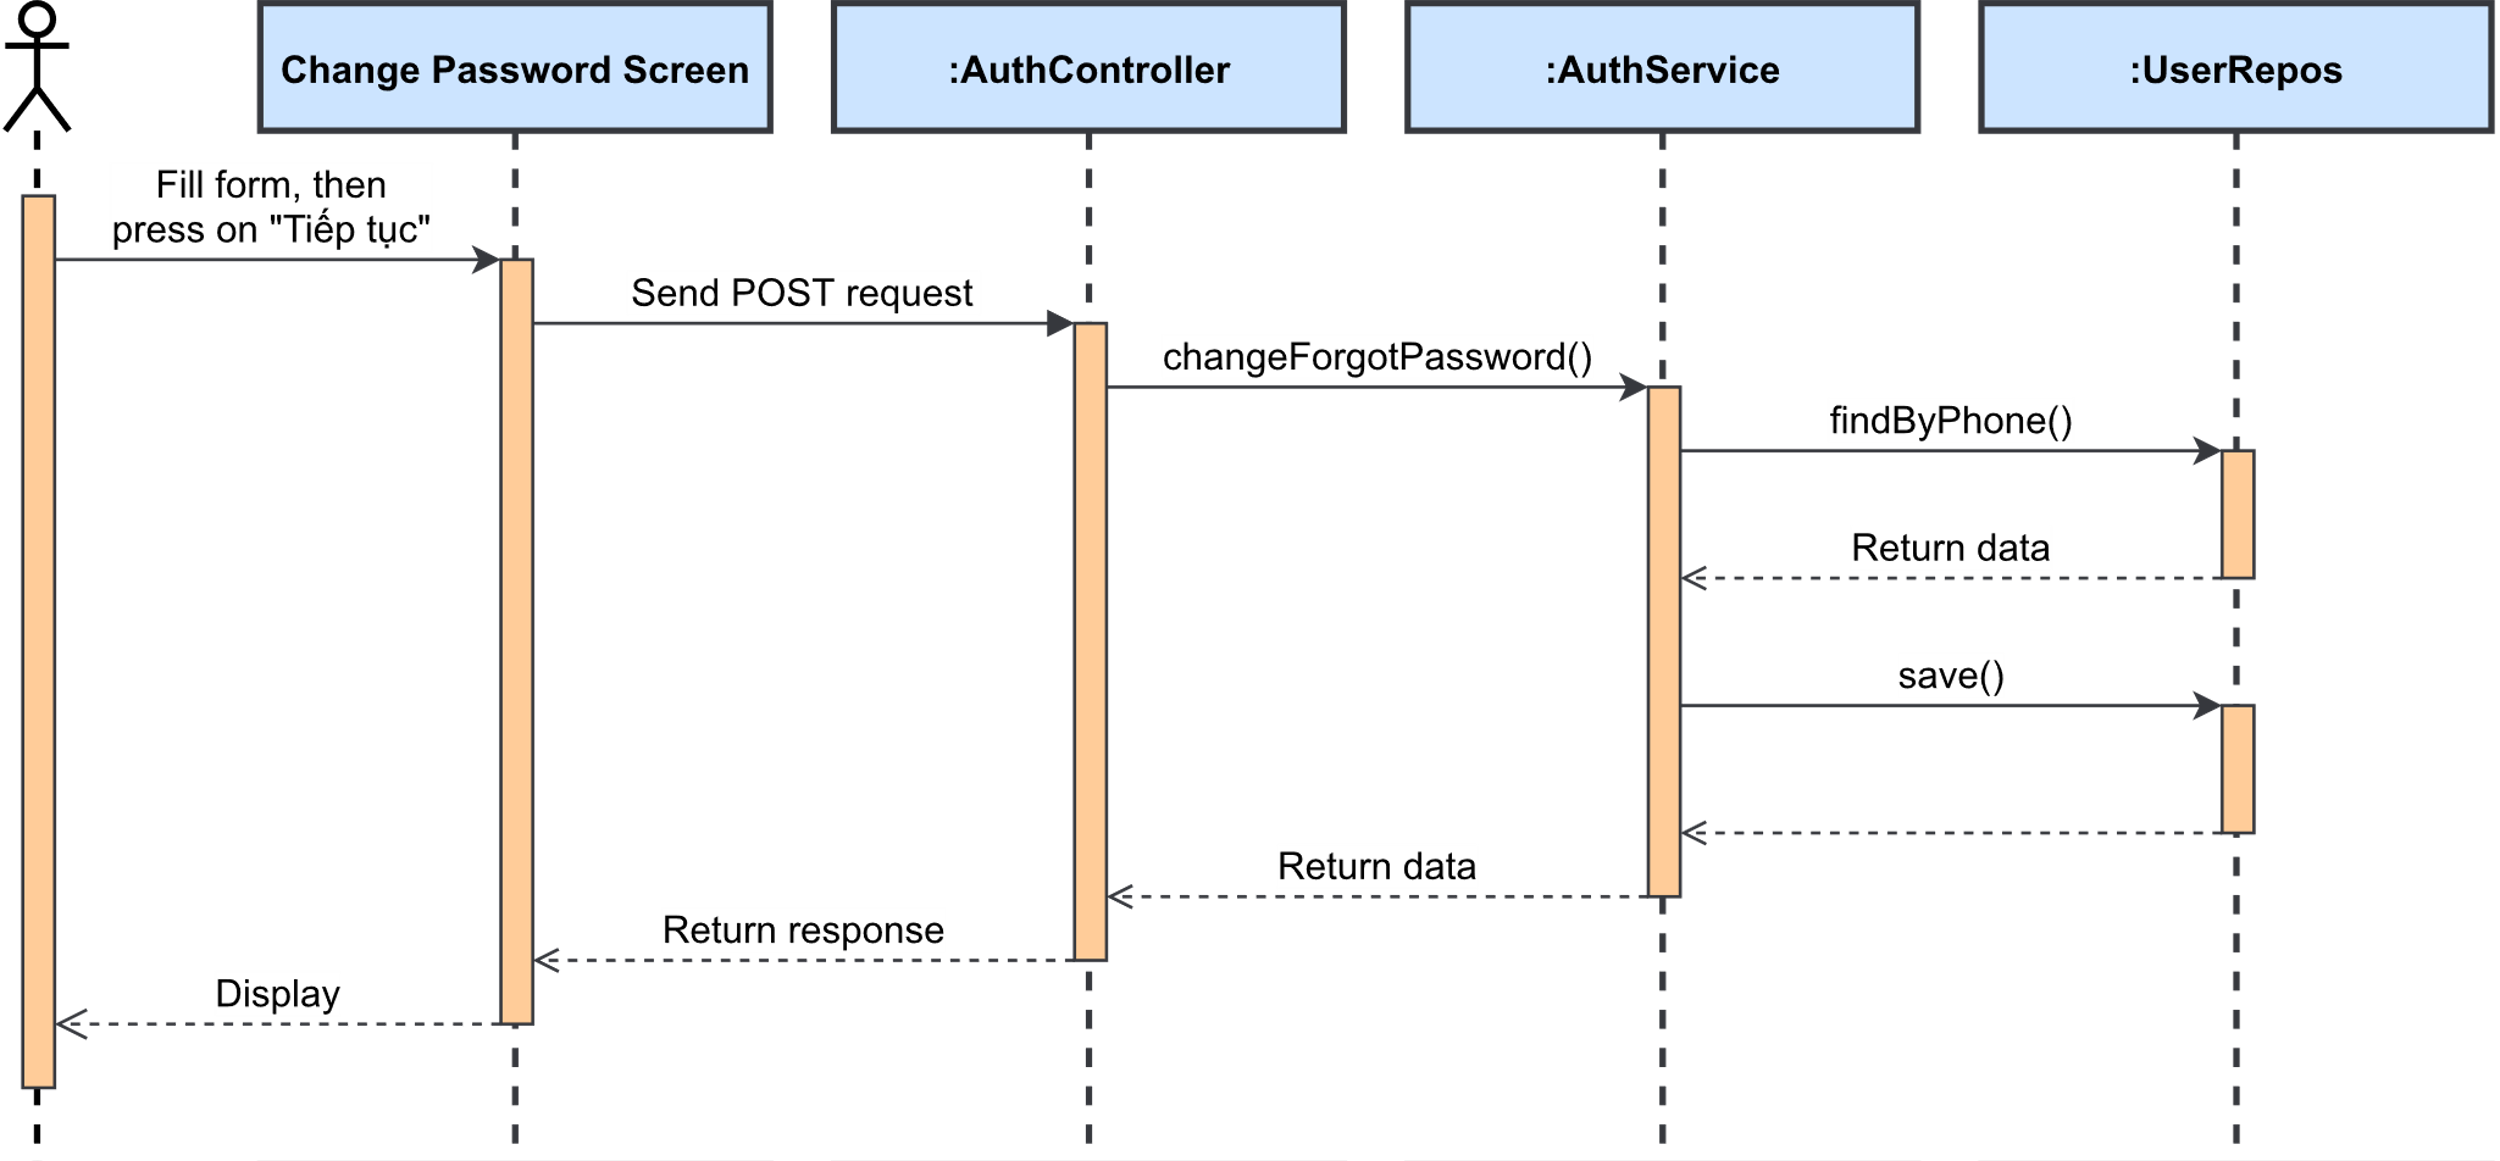 Change Password Screen
:AuthController
:AuthService
:UserRepos
Fill form, then
press on "Tiếp tục"
Send POST request
changeForgotPassword()
findByPhone()
Return data
save()
Return data
Return response
Display